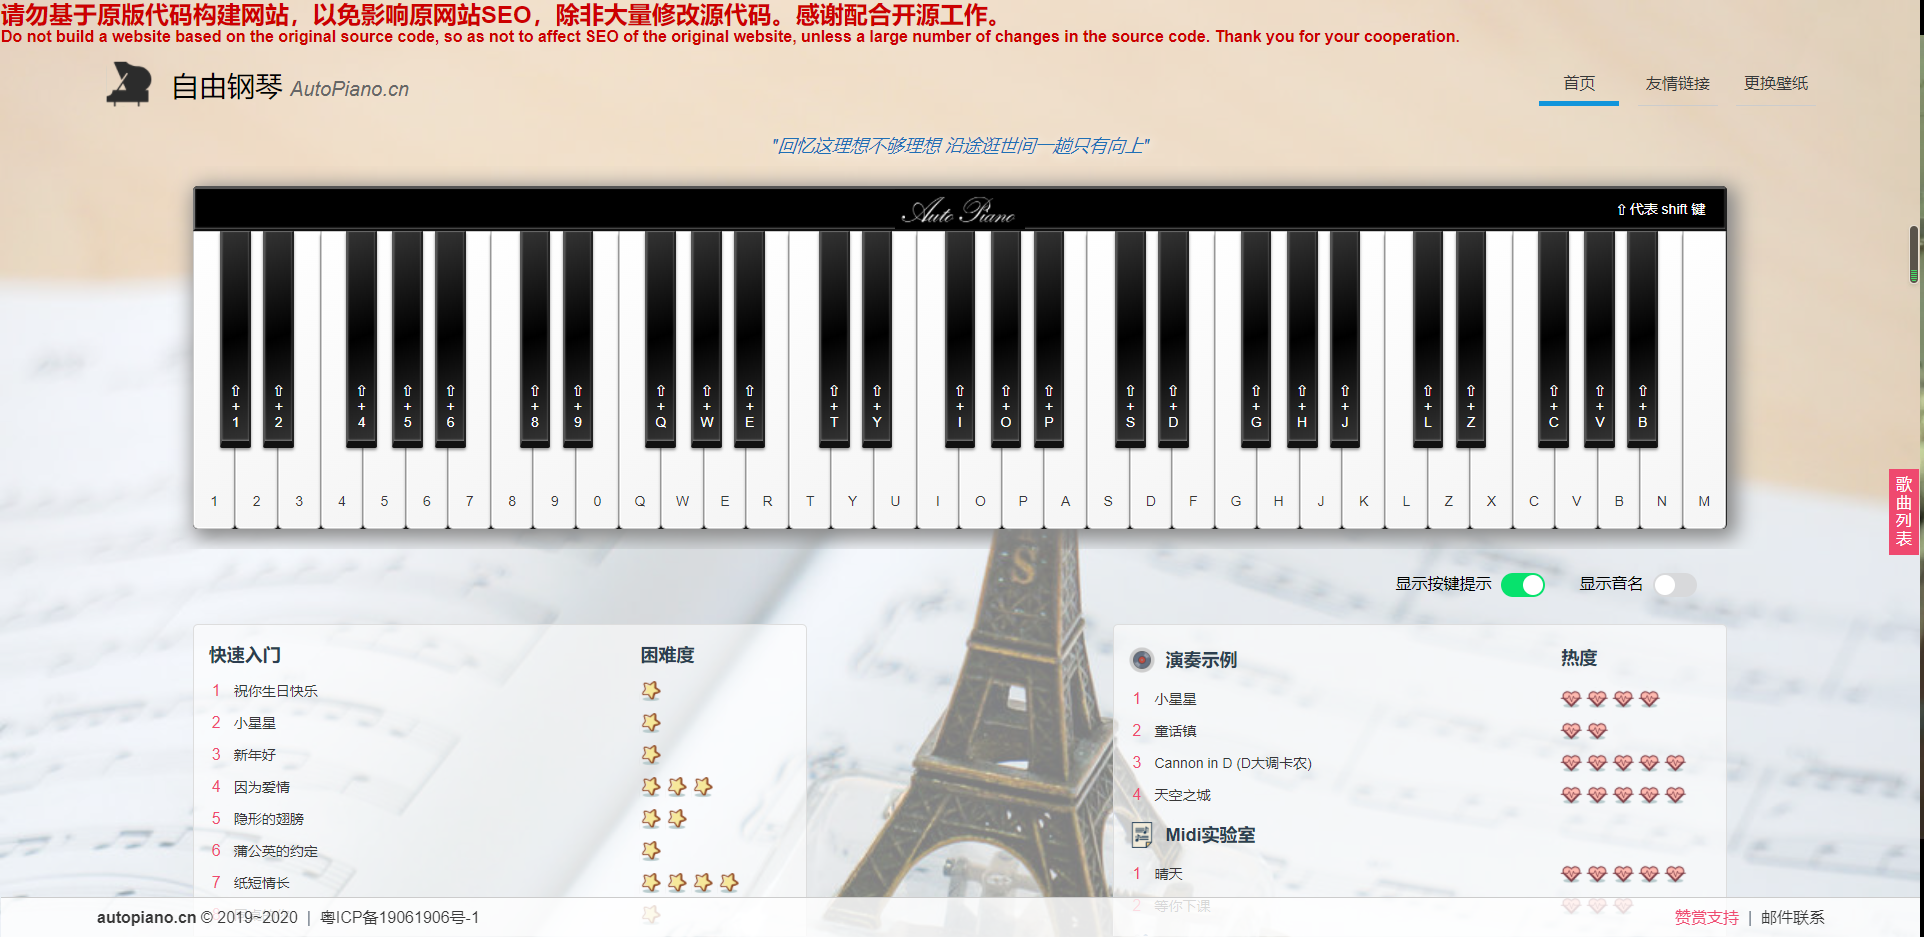 请勿基于原版代码构建网站，以免影响原网站SEO，除非大量修改源代码。感谢配合开源工作。
Do not build a website based on the original source code, so as not to affect SEO of the original website, unless a large number of changes in the source code. Thank you for your cooperation.
自由钢琴 AutoPiano.cn
首页 友情链接 更换壁纸
"回忆这理想不够理想 沿途逛世间一趟只有向上"
Auto Piano
⇧代表 shift 键
⇧ ⇧ ⇧ ⇧ ⇧ ⇧ ⇧ ⇧ ⇧ ⇧ ⇧ ⇧ ⇧ ⇧ ⇧ ⇧ ⇧ ⇧ ⇧ ⇧ ⇧ ⇧ ⇧ ⇧ ⇧
+ + + + + + + + + + + + + + + + + + + + + + + + +
1 2 4 5 6 8 9 Q W E T Y I O P S D G H J L Z C V B
1 2 3 4 5 6 7 8 9 0 Q W E R T Y U I O P A S D F G H J K L Z X C V B N M
歌曲列表
显示按键提示 显示音名
快速入门 困难度
1 祝你生日快乐
2 小星星
3 新年好
4 因为爱情
5 隐形的翅膀
6 蒲公英的约定
7 纸短情长
演奏示例 热度
1 小星星
2 童话镇
3 Cannon in D (D大调卡农)
4 天空之城
Midi实验室
1 晴天
2 等你下课
autopiano.cn © 2019~2020 | 粤ICP备19061906号-1
赞赏支持 | 邮件联系